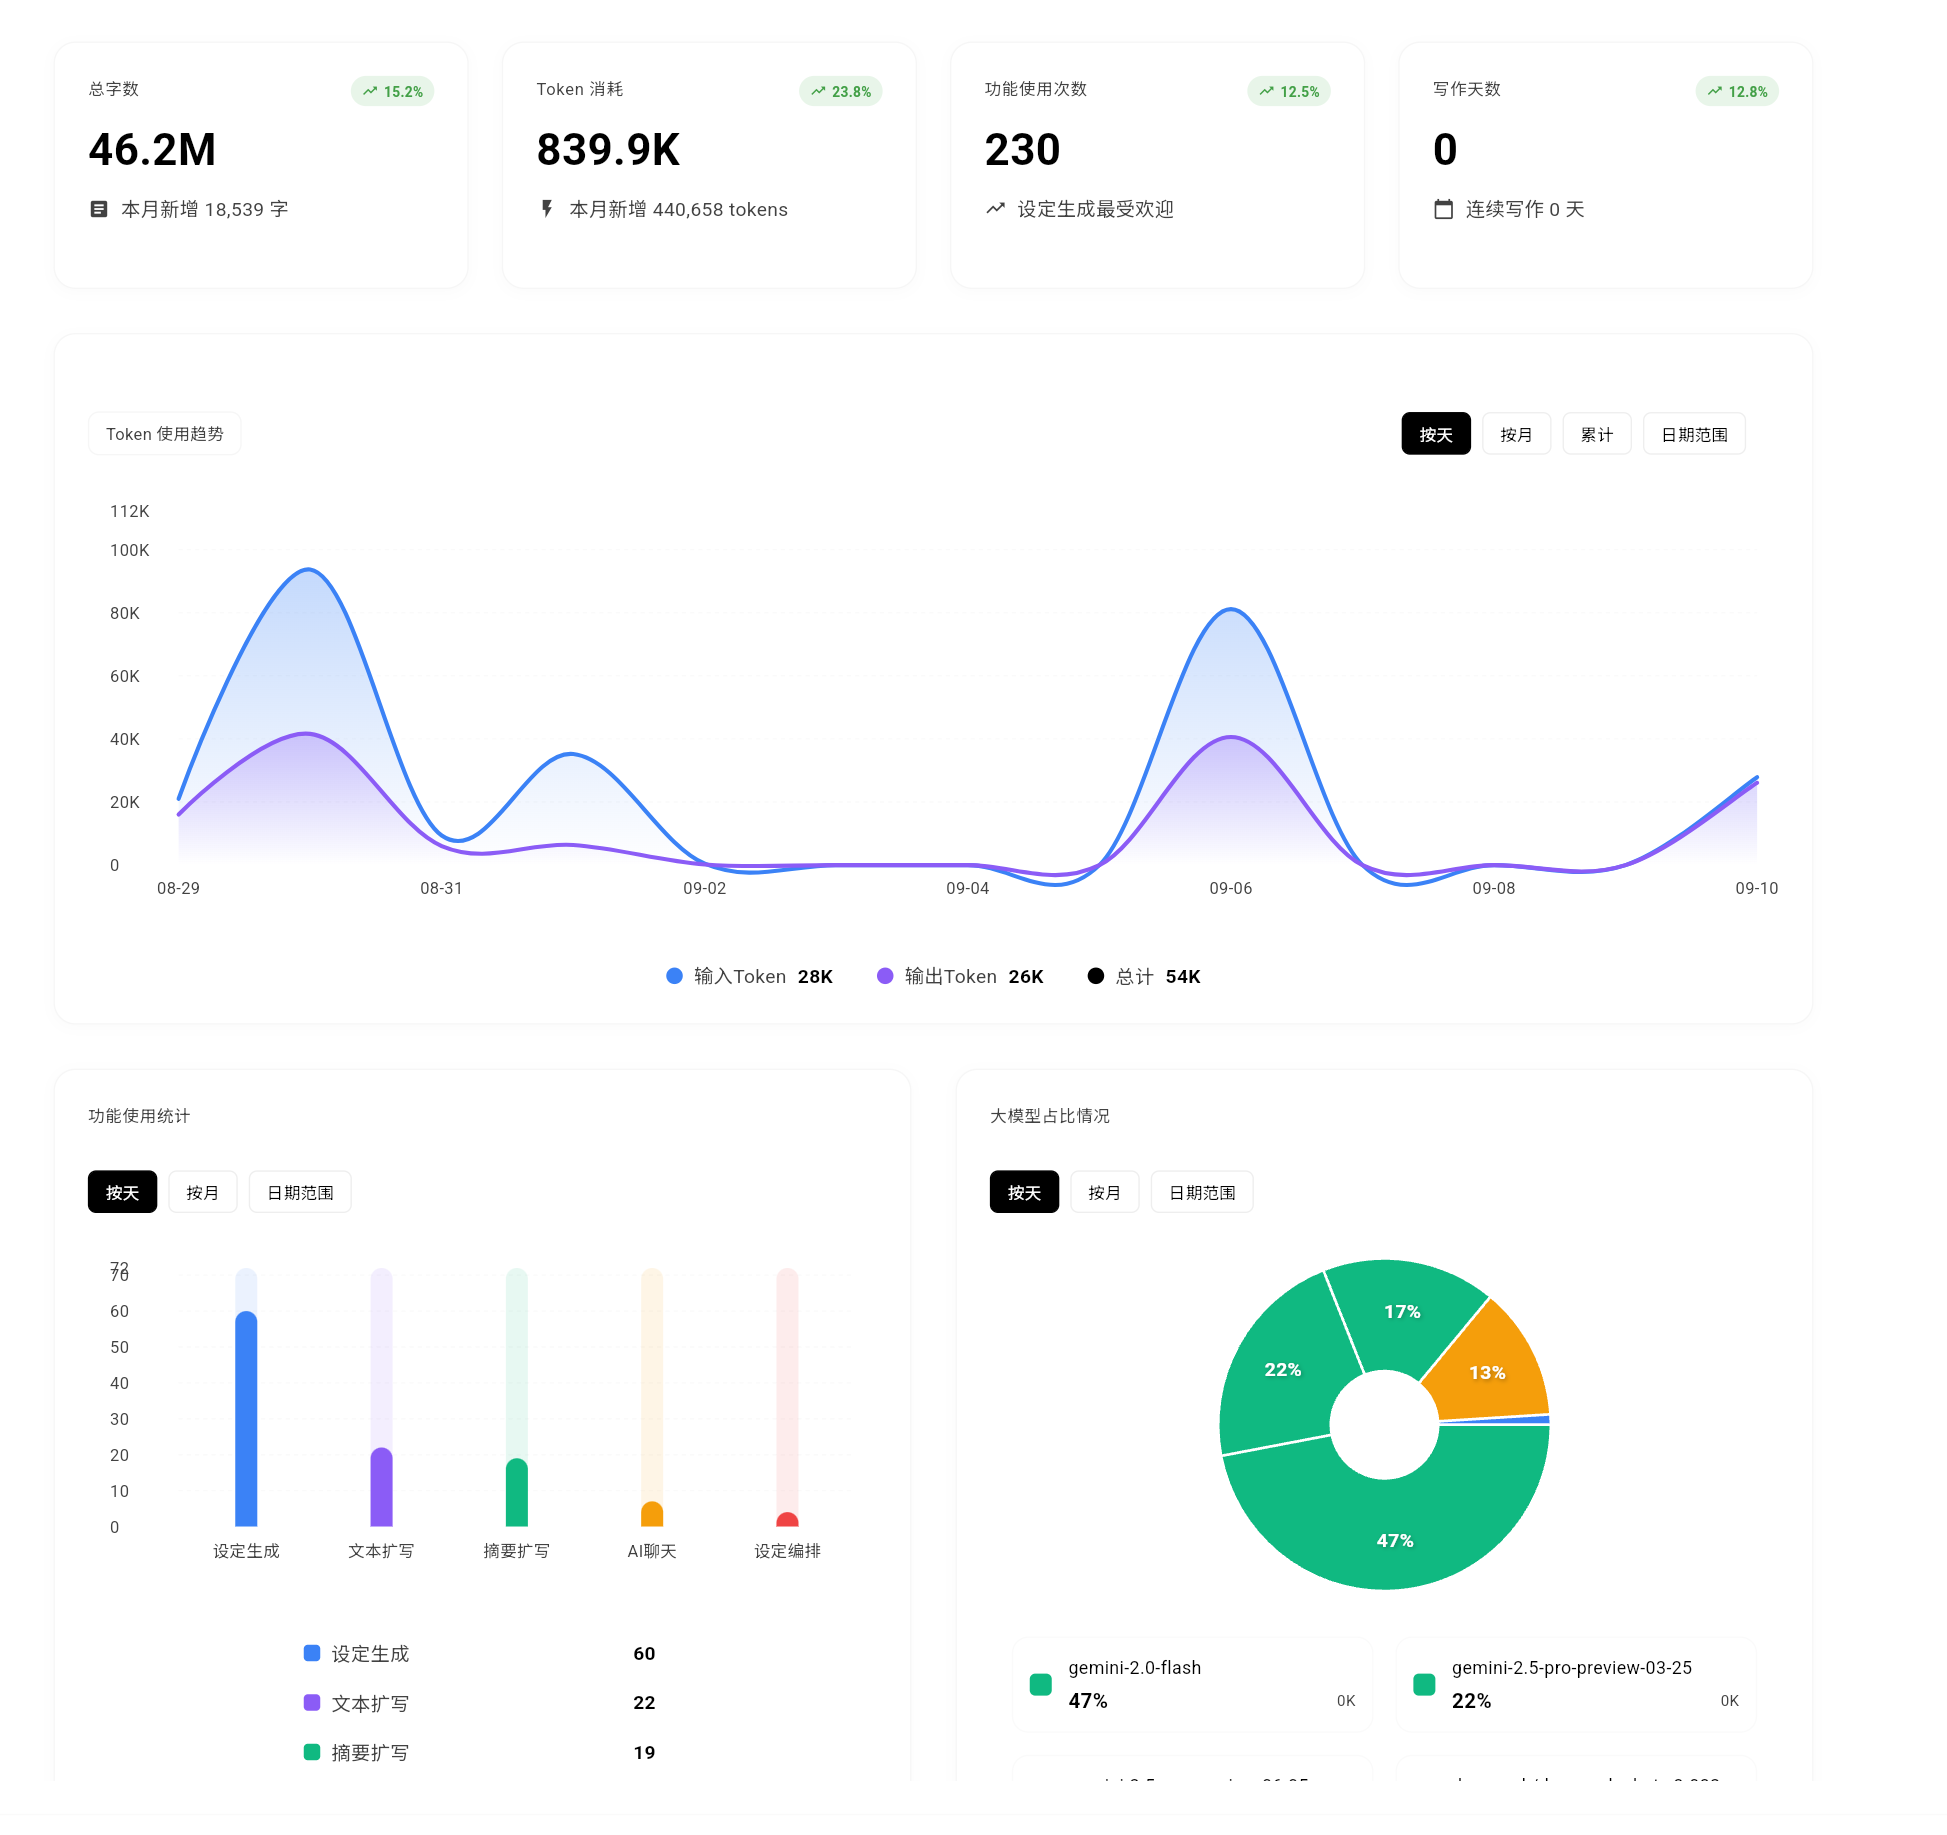 总字数
15.2%
46.2M
本月新增 18,539 字
Token 消耗
23.8%
839.9K
本月新增 440,658 tokens
功能使用次数
12.5%
230
设定生成最受欢迎
写作天数
12.8%
0
连续写作 0 天
Token 使用趋势
按天 按月 累计 日期范围
112K
100K
80K
60K
40K
20K
0
08-29 08-31 09-02 09-04 09-06 09-08 09-10
输入Token 28K 输出Token 26K 总计 54K
功能使用统计
按天 按月 日期范围
72
70
60
50
40
30
20
10
0
设定生成 文本扩写 摘要扩写 AI聊天 设定编排
设定生成 60
文本扩写 22
摘要扩写 19
大模型占比情况
按天 按月 日期范围
17%
22%
13%
47%
gemini-2.0-flash
47% 0K
gemini-2.5-pro-preview-03-25
22% 0K